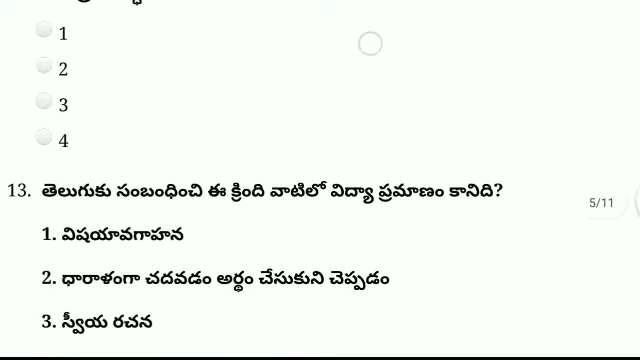 1
2
3
4
13. తెలుగుకు సంబంధించి ఈ క్రింది వాటిలో విద్యా ప్రమాణం కానిది?
5/11
1. విషయావగాహన
2. ధారాళంగా చదవడం అర్థం చేసుకుని చెప్పడం
3. స్వీయ రచన